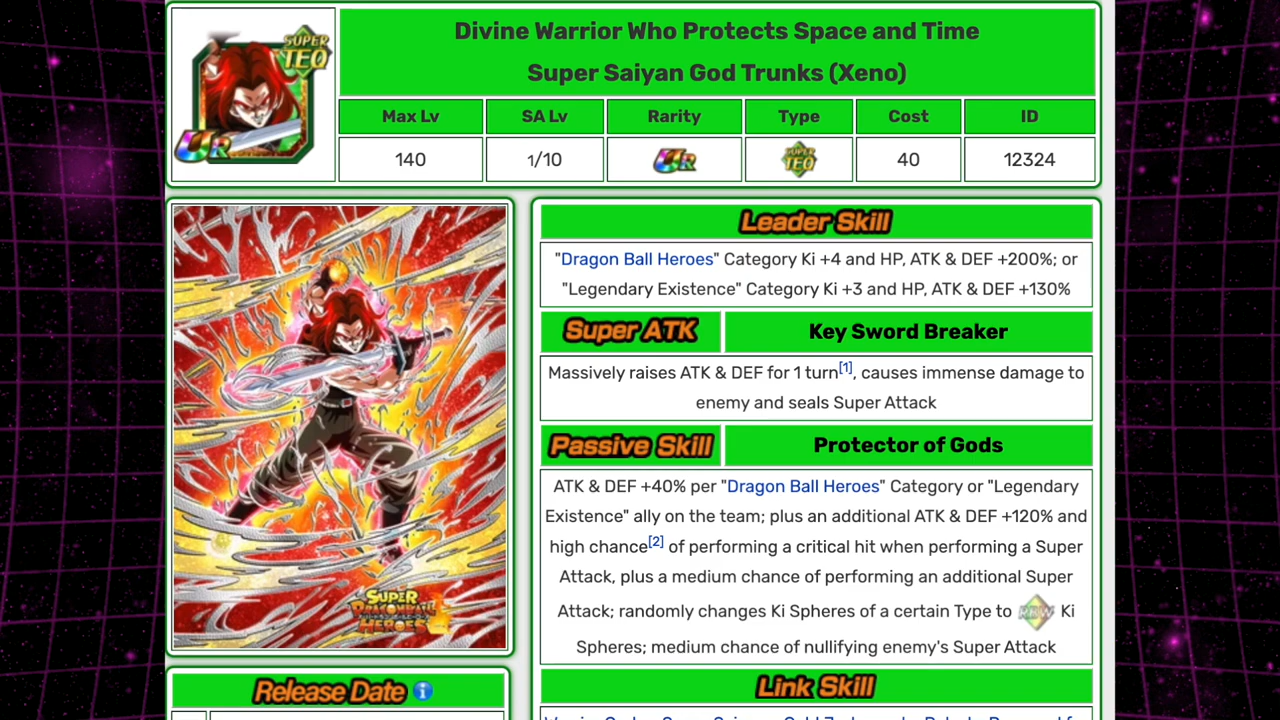 Divine Warrior Who Protects Space and Time
Super Saiyan God Trunks (Xeno)
SUPER
TEQ
UR
Max Lv
SA Lv
Rarity
Type
Cost
ID
140
1/10
UR
SUPER
TEQ
40
12324
SUPER
DRAGONBALL
HEROES
Release Date
Leader Skill
"Dragon Ball Heroes" Category Ki +4 and HP, ATK & DEF +200%; or
"Legendary Existence" Category Ki +3 and HP, ATK & DEF +130%
Super ATK
Key Sword Breaker
Massively raises ATK & DEF for 1 turn[1], causes immense damage to
enemy and seals Super Attack
Passive Skill
Protector of Gods
ATK & DEF +40% per "Dragon Ball Heroes" Category or "Legendary
Existence" ally on the team; plus an additional ATK & DEF +120% and
high chance[2] of performing a critical hit when performing a Super
Attack, plus a medium chance of performing an additional Super
Attack; randomly changes Ki Spheres of a certain Type to RBW Ki
Spheres; medium chance of nullifying enemy's Super Attack
Link Skill